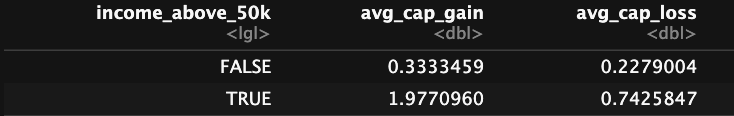 income_above_50k avg_cap_gain avg_cap_loss
<lgl> <dbl> <dbl>
FALSE 0.3333459 0.2279004
TRUE 1.9770960 0.7425847